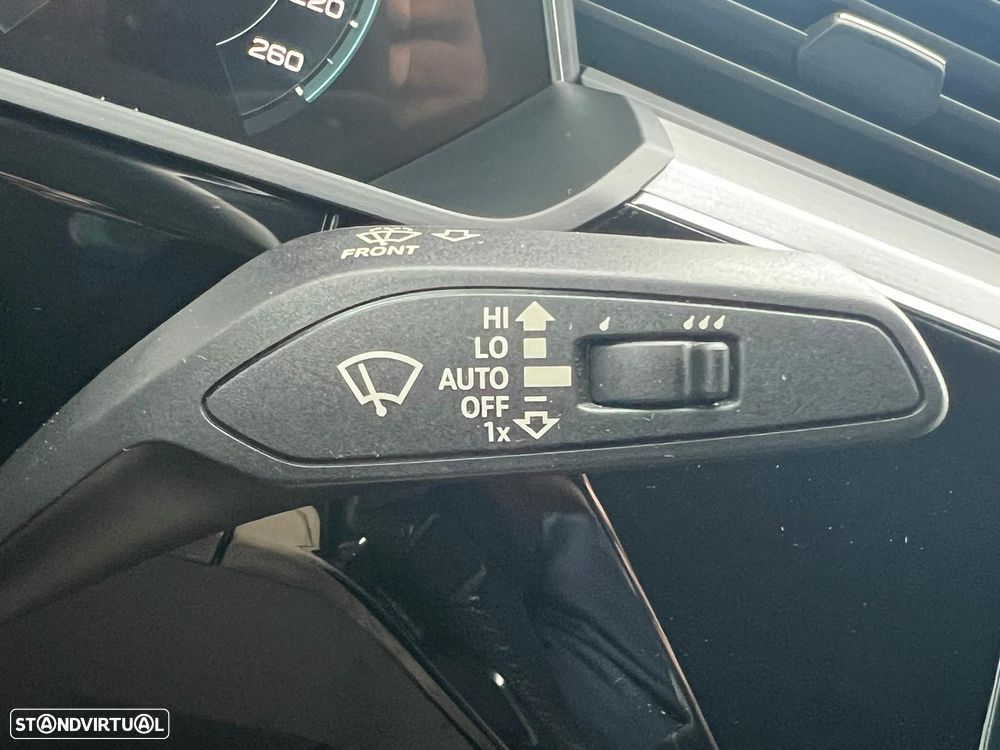 220
260
FRONT
HI
LO
AUTO
OFF
1x
STANDVIRTUAL